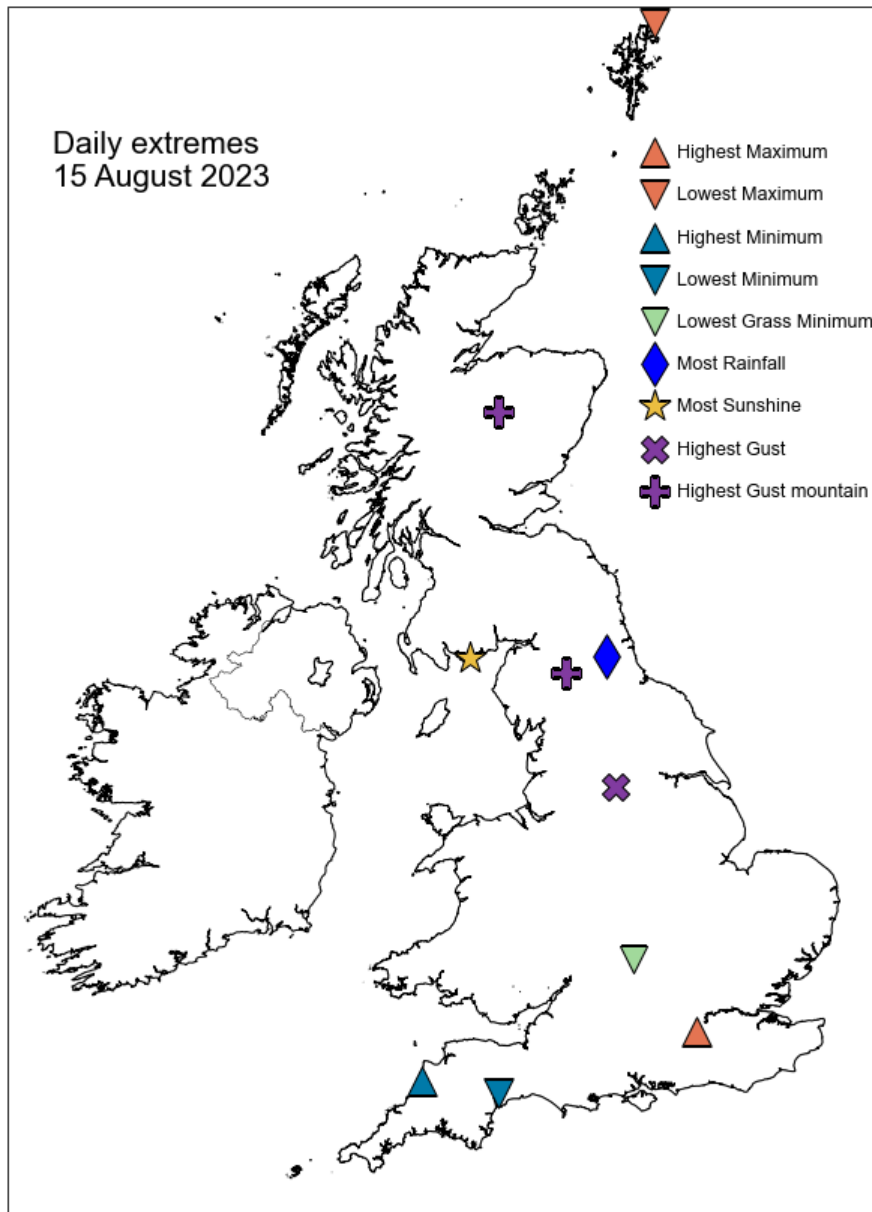 Daily extremes
15 August 2023
Highest Maximum
Lowest Maximum
Highest Minimum
Lowest Minimum
Lowest Grass Minimum
Most Rainfall
Most Sunshine
Highest Gust
Highest Gust mountain